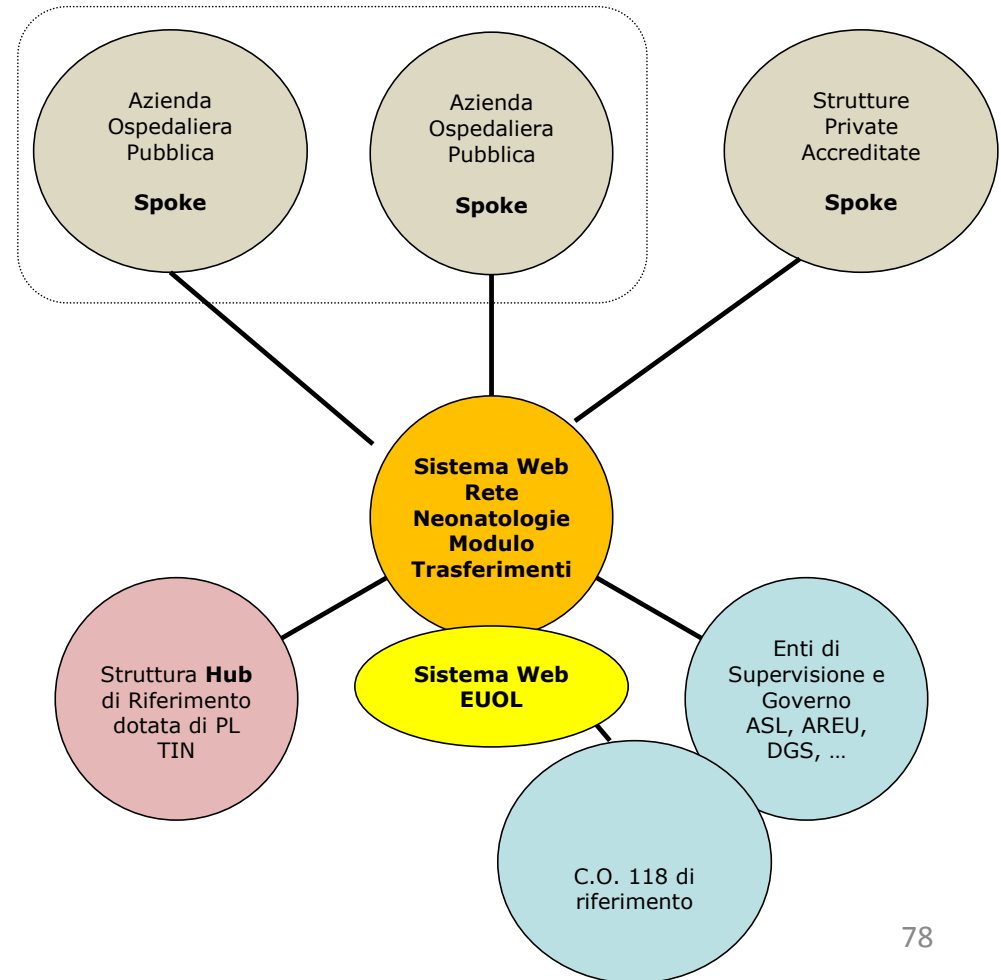 Azienda
Ospedaliera
Pubblica
Spoke
Azienda
Ospedaliera
Pubblica
Spoke
Strutture
Private
Accreditate
Spoke
Sistema Web
Rete
Neonatologie
Modulo
Trasferimenti
Struttura Hub
di Riferimento
dotata di PL
TIN
Sistema Web
EUOL
Enti di
Supervisione e
Governo
ASL, AREU,
DGS, …
C.O. 118 di
riferimento
78